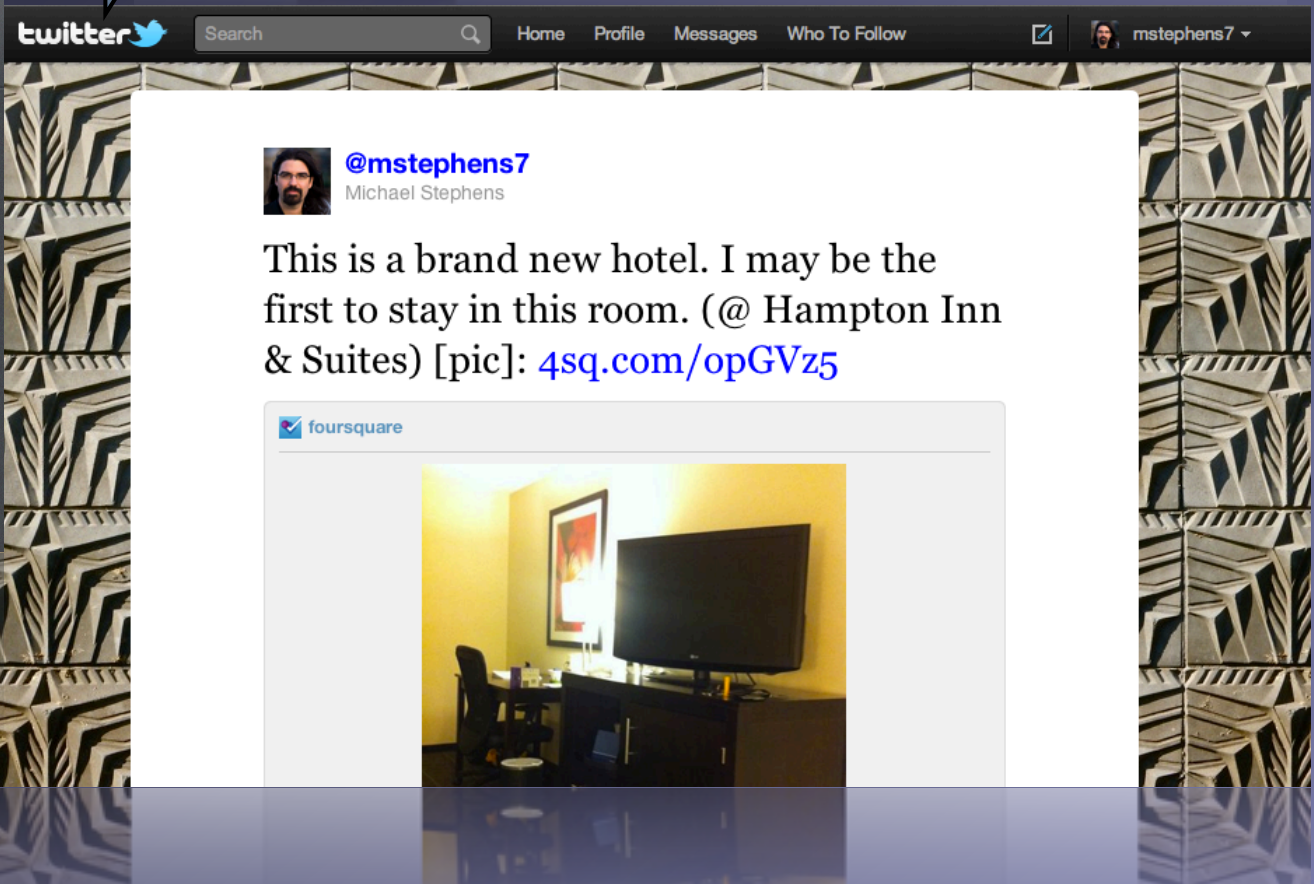 twitter Search Home Profile Messages Who To Follow mstephens7
@mstephens7
Michael Stephens
This is a brand new hotel. I may be the
first to stay in this room. (@ Hampton Inn
& Suites) [pic]: 4sq.com/opGVz5
foursquare